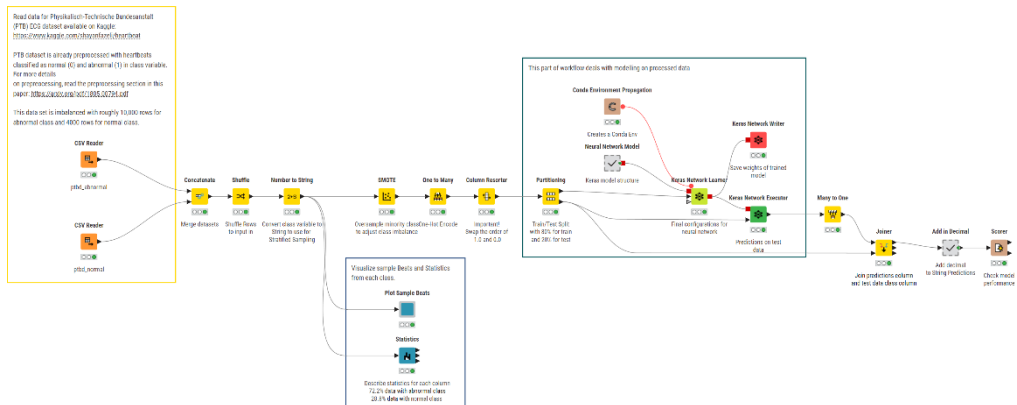 Read data for Physikalisch-Technische Bundesanstalt
(PTB) ECG dataset available on Kaggle:
https://www.kaggle.com/shayanfazeli/heartbeat
PTB dataset is already preprocessed with heartbeats
classified as normal (0) and abnormal (1) in class variable.
For more details
on preprocessing, read the preprocessing section in this
paper: https://arxiv.org/pdf/1805.00794.pdf
This data set is imbalanced with roughly 10,000 rows for
abnormal class and 4000 rows for normal class.
CSV Reader
ptbd_abnormal
CSV Reader
ptbd_normal
Concatenate
Merge datasets
Shuffle
Shuffle Rows
to input in
Number to String
Convert class variable to
String to use for
Stratified Sampling
SMOTE
Oversample minority class
to adjust class imbalance
One to Many
One-Hot Encode
Column Resorter
Important!
Swap the order of
1.0 and 0.0
Visualize sample Beats and Statistics
from each class.
Plot Sample Beats
Statistics
Describe statistics for each column
72.2% data with abnormal class
with normal class
This part of workflow deals with modelling on processed data
Conda Environment Propagation
Creates a Conda Env
Neural Network Model
Keras model structure
Partitioning
Train/Test Split
with 80% for train
and 20% for test
Keras Network Learner
Final configurations for
neural network
Keras Network Writer
Save weights of trained
model
Keras Network Executor
Predictions on test
data
Many to One
Joiner
Join predictions column
and test data class column
Add in Decimal
Add decimal
to String Predictions
Scorer
Check model
performance